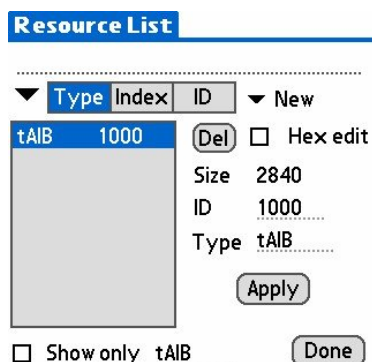 Resource List
Type Index ID New
tAIB 1000 Del Hex edit
Size 2840
ID 1000
Type tAIB
Apply
Show only tAIB Done